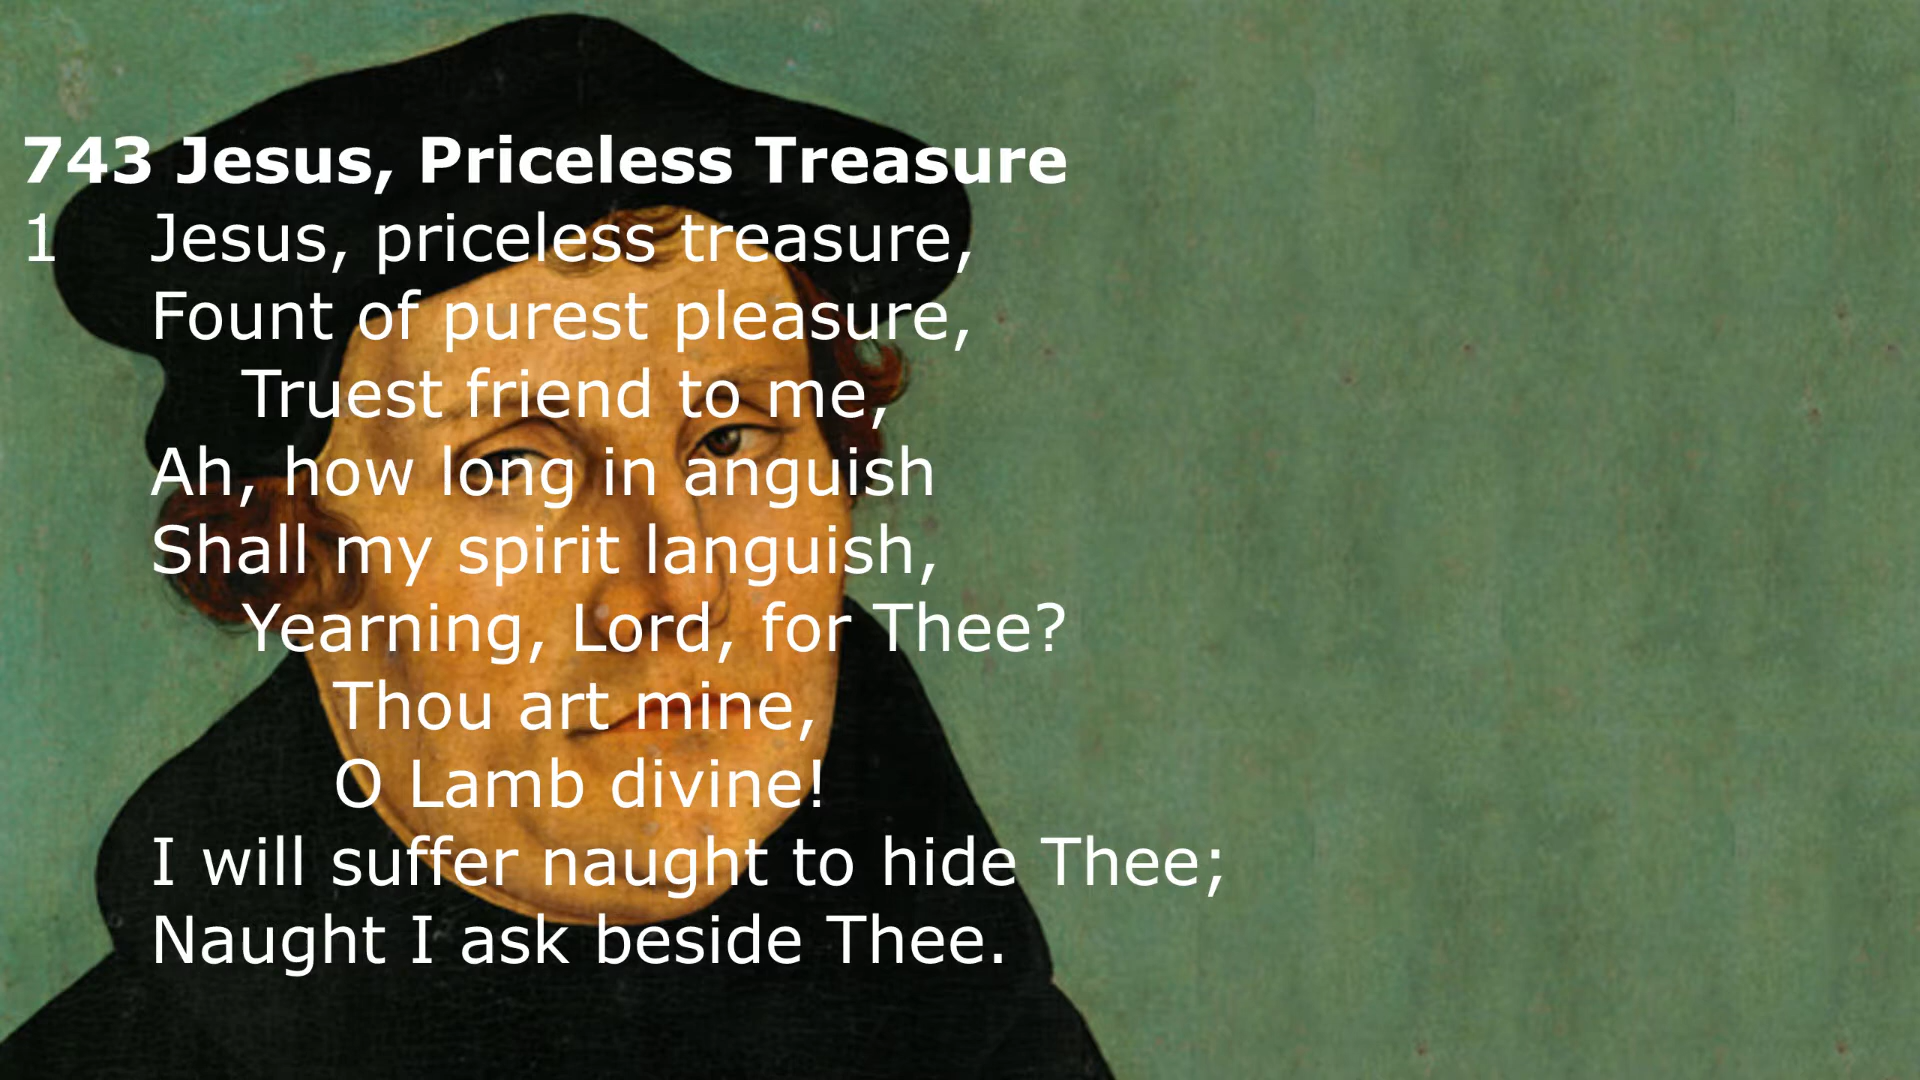 743 Jesus, Priceless Treasure
1 Jesus, priceless treasure,
Fount of purest pleasure,
Truest friend to me,
Ah, how long in anguish
Shall my spirit languish,
Yearning, Lord, for Thee?
Thou art mine,
O Lamb divine!
I will suffer naught to hide Thee;
Naught I ask beside Thee.